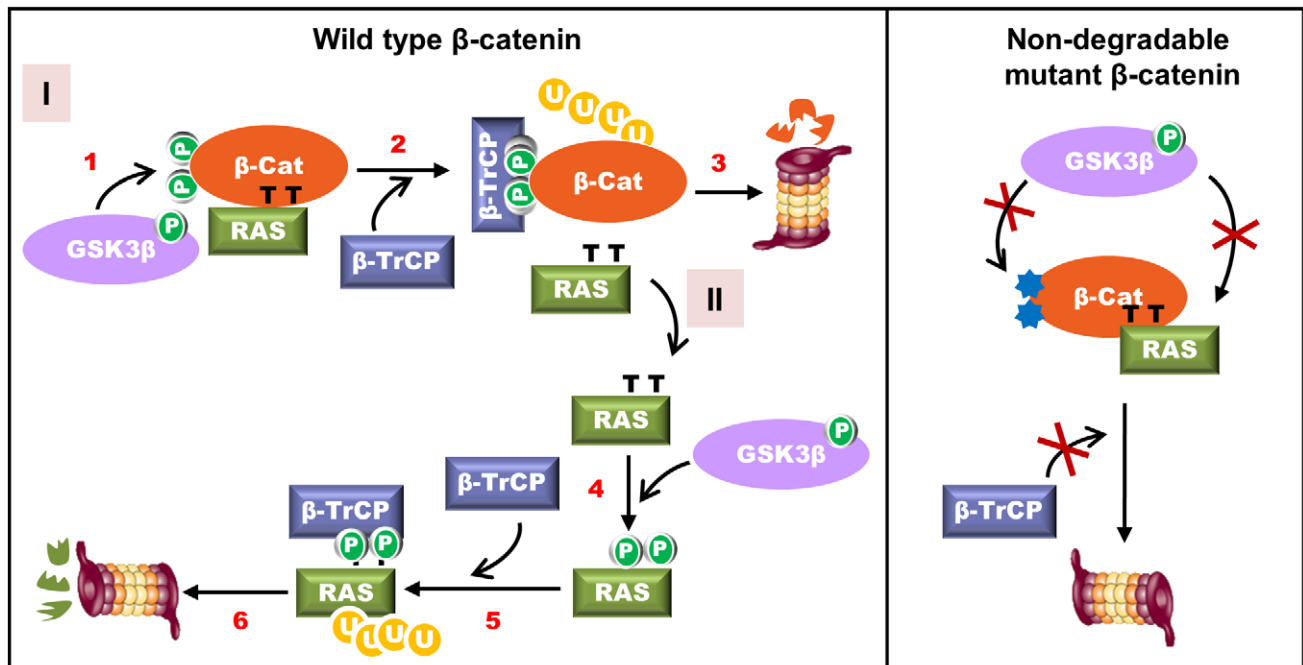 Wild type β-catenin
I
1
P
P
β-Cat
T T
RAS
GSK3β
P
2
β-TrCP
β-TrCP
P
P
U
U
U
U
β-Cat
3
T T
RAS
II
T T
RAS
4
GSK3β
P
β-TrCP
P P
RAS
5
β-TrCP
P P
RAS
U
U
U
U
6
Non-degradable
mutant β-catenin
GSK3β
P
β-Cat
T T
RAS
β-TrCP